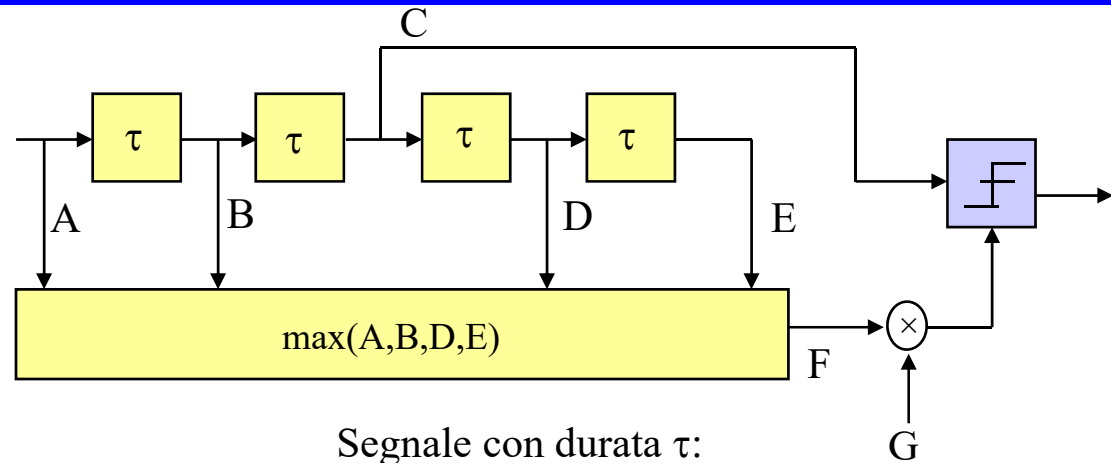 C
τ τ τ τ
A B D E
max(A,B,D,E)
F
×
Segnale con durata τ:
G